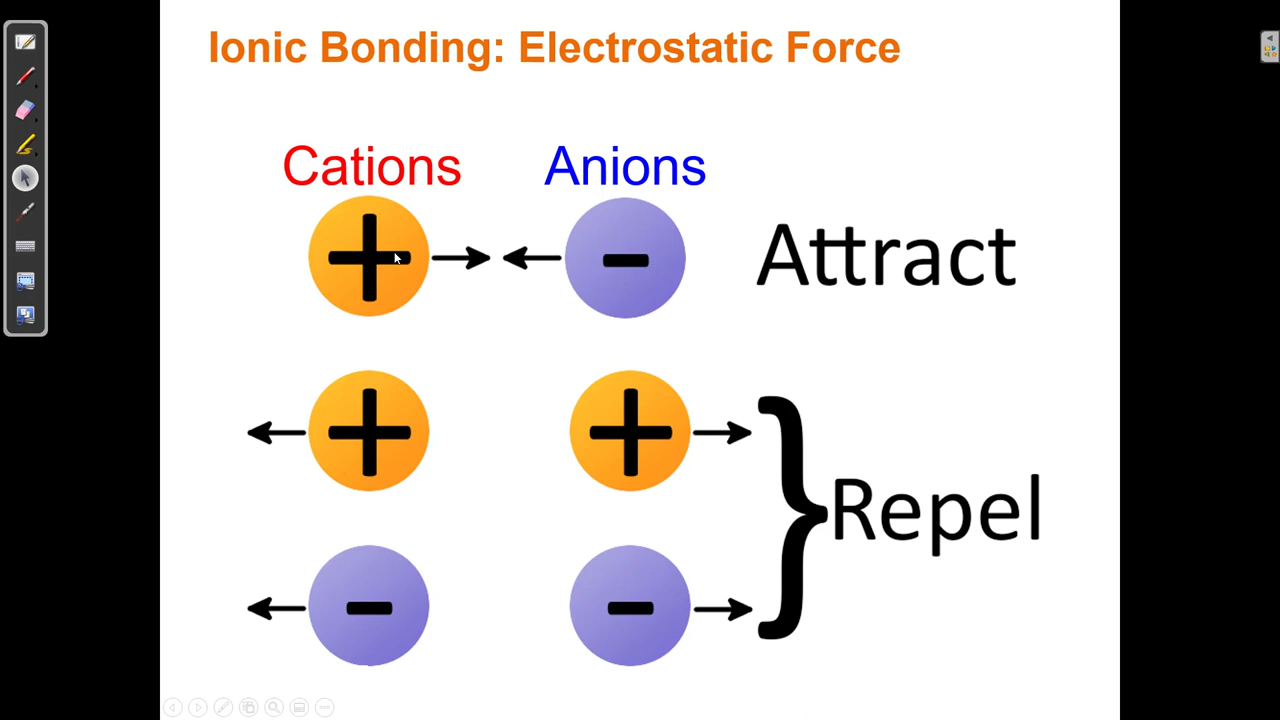 Ionic Bonding: Electrostatic Force
Cations Anions
+ - Attract
+ +
Repel
- -